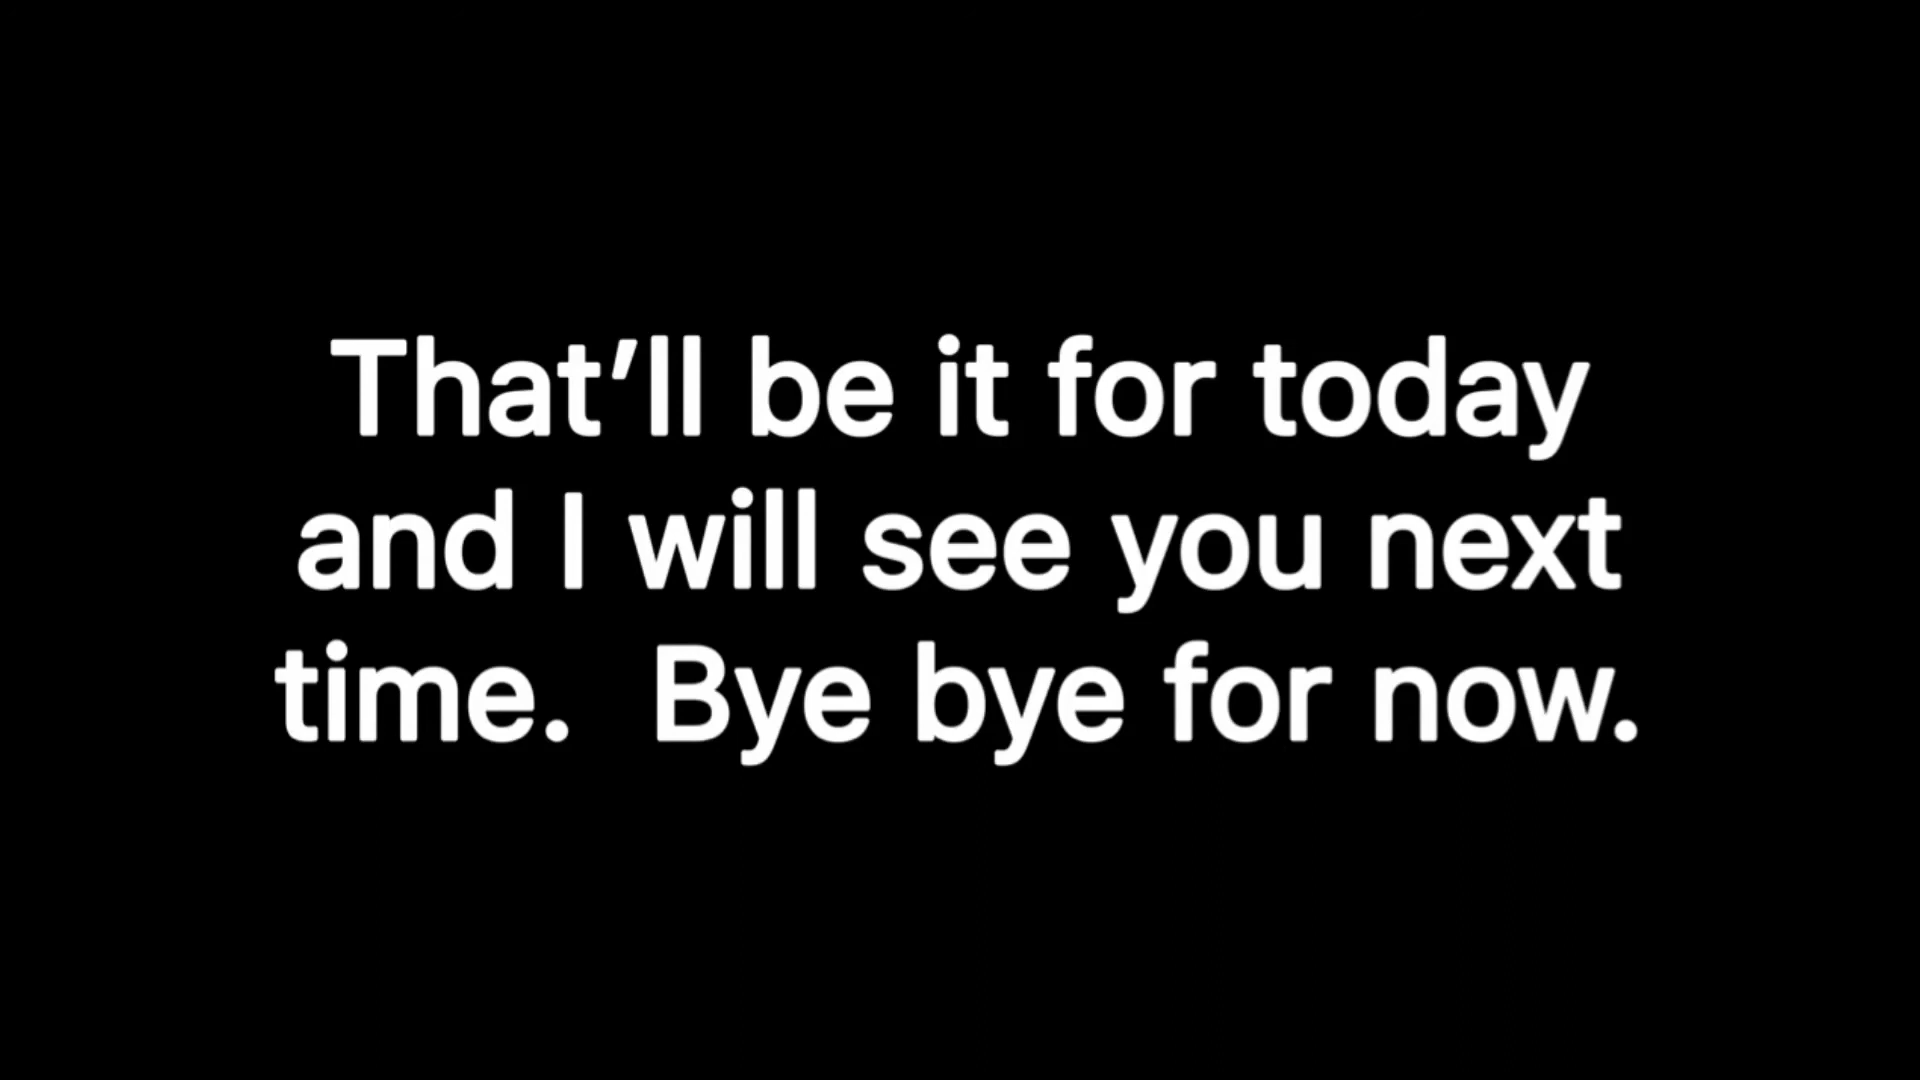 That’ll be it for today
and I will see you next
time.  Bye bye for now.